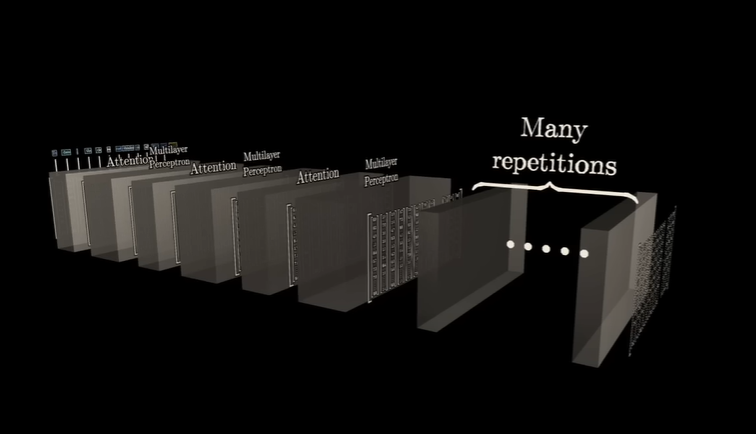 Attention
Multilayer
Perceptron
Attention
Multilayer
Perceptron
Attention
Multilayer
Perceptron
Many
repetitions